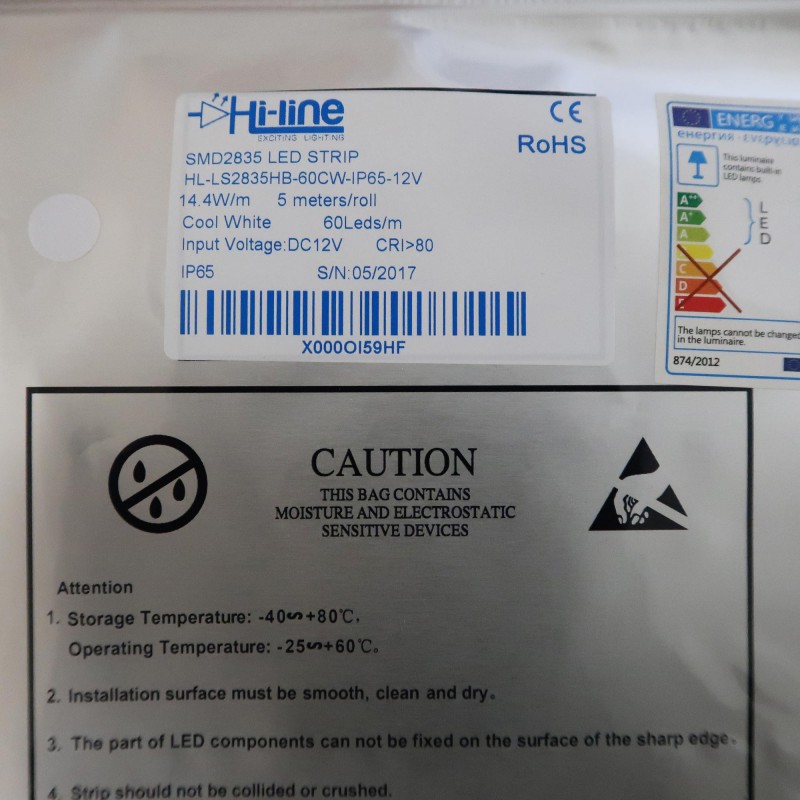 Hi-line
EXCITING LIGHTING
CE
RoHS
SMD2835 LED STRIP
HL-LS2835HB-60CW-IP65-12V
14.4W/m 5 meters/roll
Cool White 60Leds/m
Input Voltage:DC12V CRI>80
IP65 S/N:05/2017
X000OI59HF
ENERG
This luminaire
contains built-in
LED lamps.
A++
A+
A
L
E
D
C
D
E
The lamps cannot be changed
in the luminaire.
874/2012
CAUTION
THIS BAG CONTAINS
MOISTURE AND ELECTROSTATIC
SENSITIVE DEVICES
Attention
1. Storage Temperature: -40∽+80℃,
Operating Temperature: -25∽+60℃。
2. Installation surface must be smooth, clean and dry。
3. The part of LED components can not be fixed on the surface of the sharp edge。
4. Strip should not be collided or crushed.